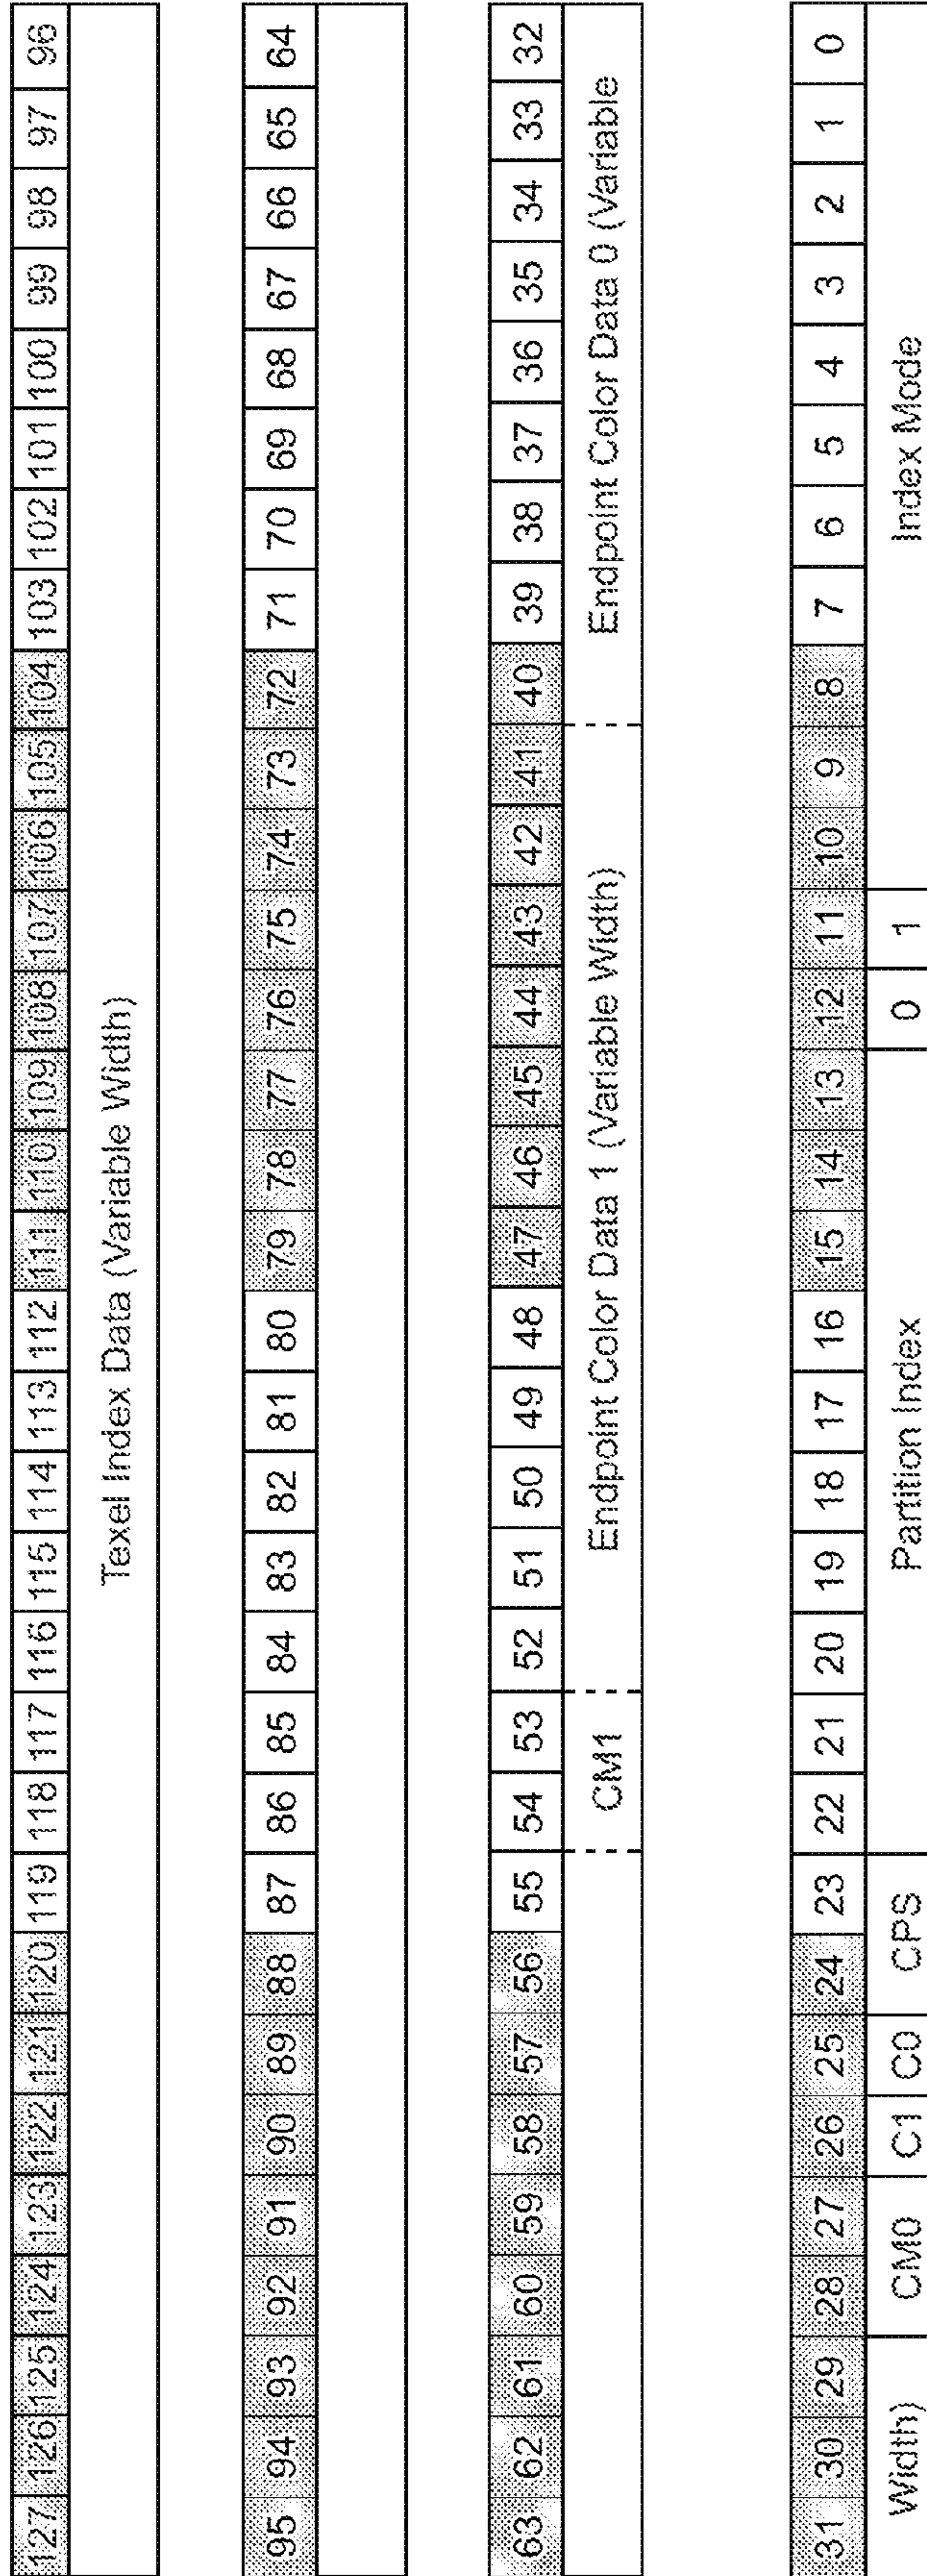 127 126 125 124 123 122 121 120 119 118 117 116 115 114 113 112 111 110 109 108 107 106 105 104 103 102 101 100 99 98 97 96
Texel Index Data (Variable Width)
95 94 93 92 91 90 89 88 87 86 85 84 83 82 81 80 79 78 77 76 75 74 73 72 71 70 69 68 67 66 65 64
63 62 61 60 59 58 57 56 55 54 53 52 51 50 49 48 47 46 45 44 43 42 41 40 39 38 37 36 35 34 33 32
CM1 Endpoint Color Data 1 (Variable Width) Endpoint Color Data 0 (Variable
31 30 29 28 27 26 25 24 23 22 21 20 19 18 17 16 15 14 13 12 11 10 9 8 7 6 5 4 3 2 1 0
Width) CM0 C1 C0 CPS Partition Index 0 1 Index Mode